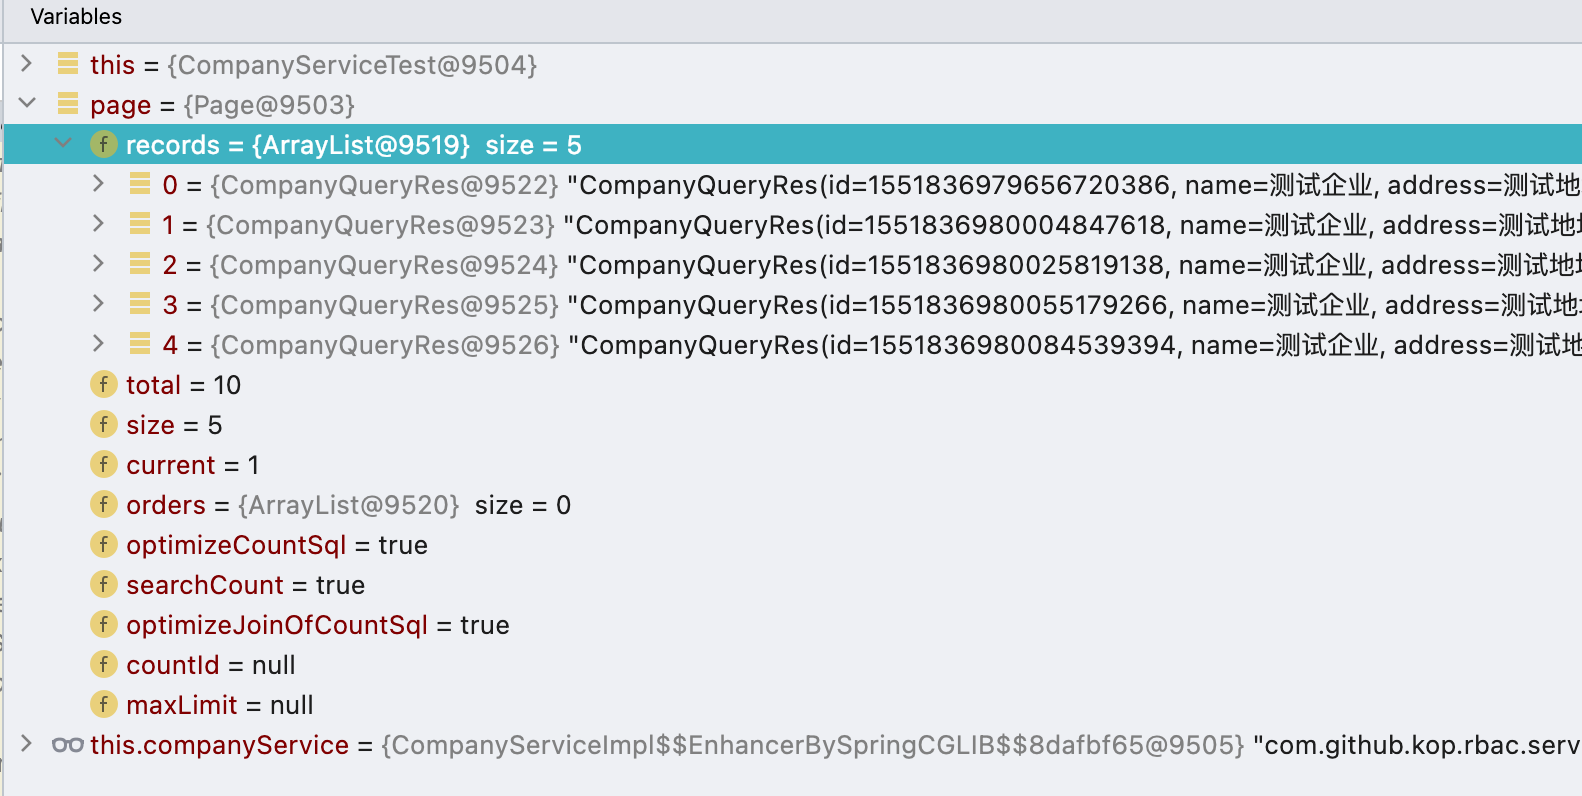 Variables
this = {CompanyServiceTest@9504}
page = {Page@9503}
f records = {ArrayList@9519} size = 5
0 = {CompanyQueryRes@9522} "CompanyQueryRes(id=1551836979656720386, name=测试企业, address=测试地
1 = {CompanyQueryRes@9523} "CompanyQueryRes(id=1551836980004847618, name=测试企业, address=测试地
2 = {CompanyQueryRes@9524} "CompanyQueryRes(id=1551836980025819138, name=测试企业, address=测试地
3 = {CompanyQueryRes@9525} "CompanyQueryRes(id=1551836980055179266, name=测试企业, address=测试地
4 = {CompanyQueryRes@9526} "CompanyQueryRes(id=1551836980084539394, name=测试企业, address=测试地
f total = 10
f size = 5
f current = 1
f orders = {ArrayList@9520} size = 0
f optimizeCountSql = true
f searchCount = true
f optimizeJoinOfCountSql = true
f countId = null
f maxLimit = null
this.companyService = {CompanyServiceImpl$$EnhancerBySpringCGLIB$$8dafbf65@9505} "com.github.kop.rbac.serv